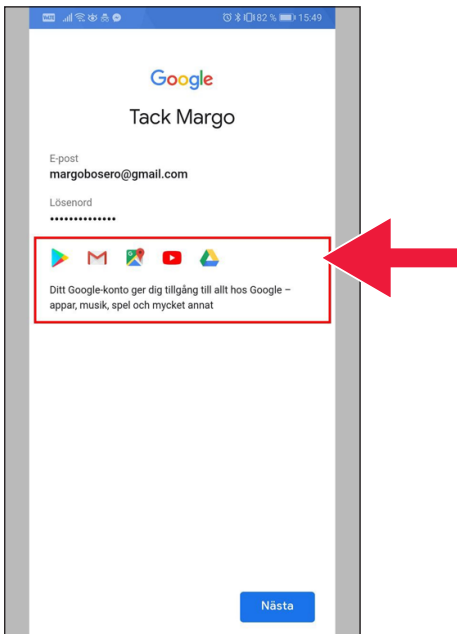 82 % 15:49
Google
Tack Margo
E-post
margobosero@gmail.com
Lösenord
••••••••••••••
Ditt Google-konto ger dig tillgång till allt hos Google –
appar, musik, spel och mycket annat
Nästa